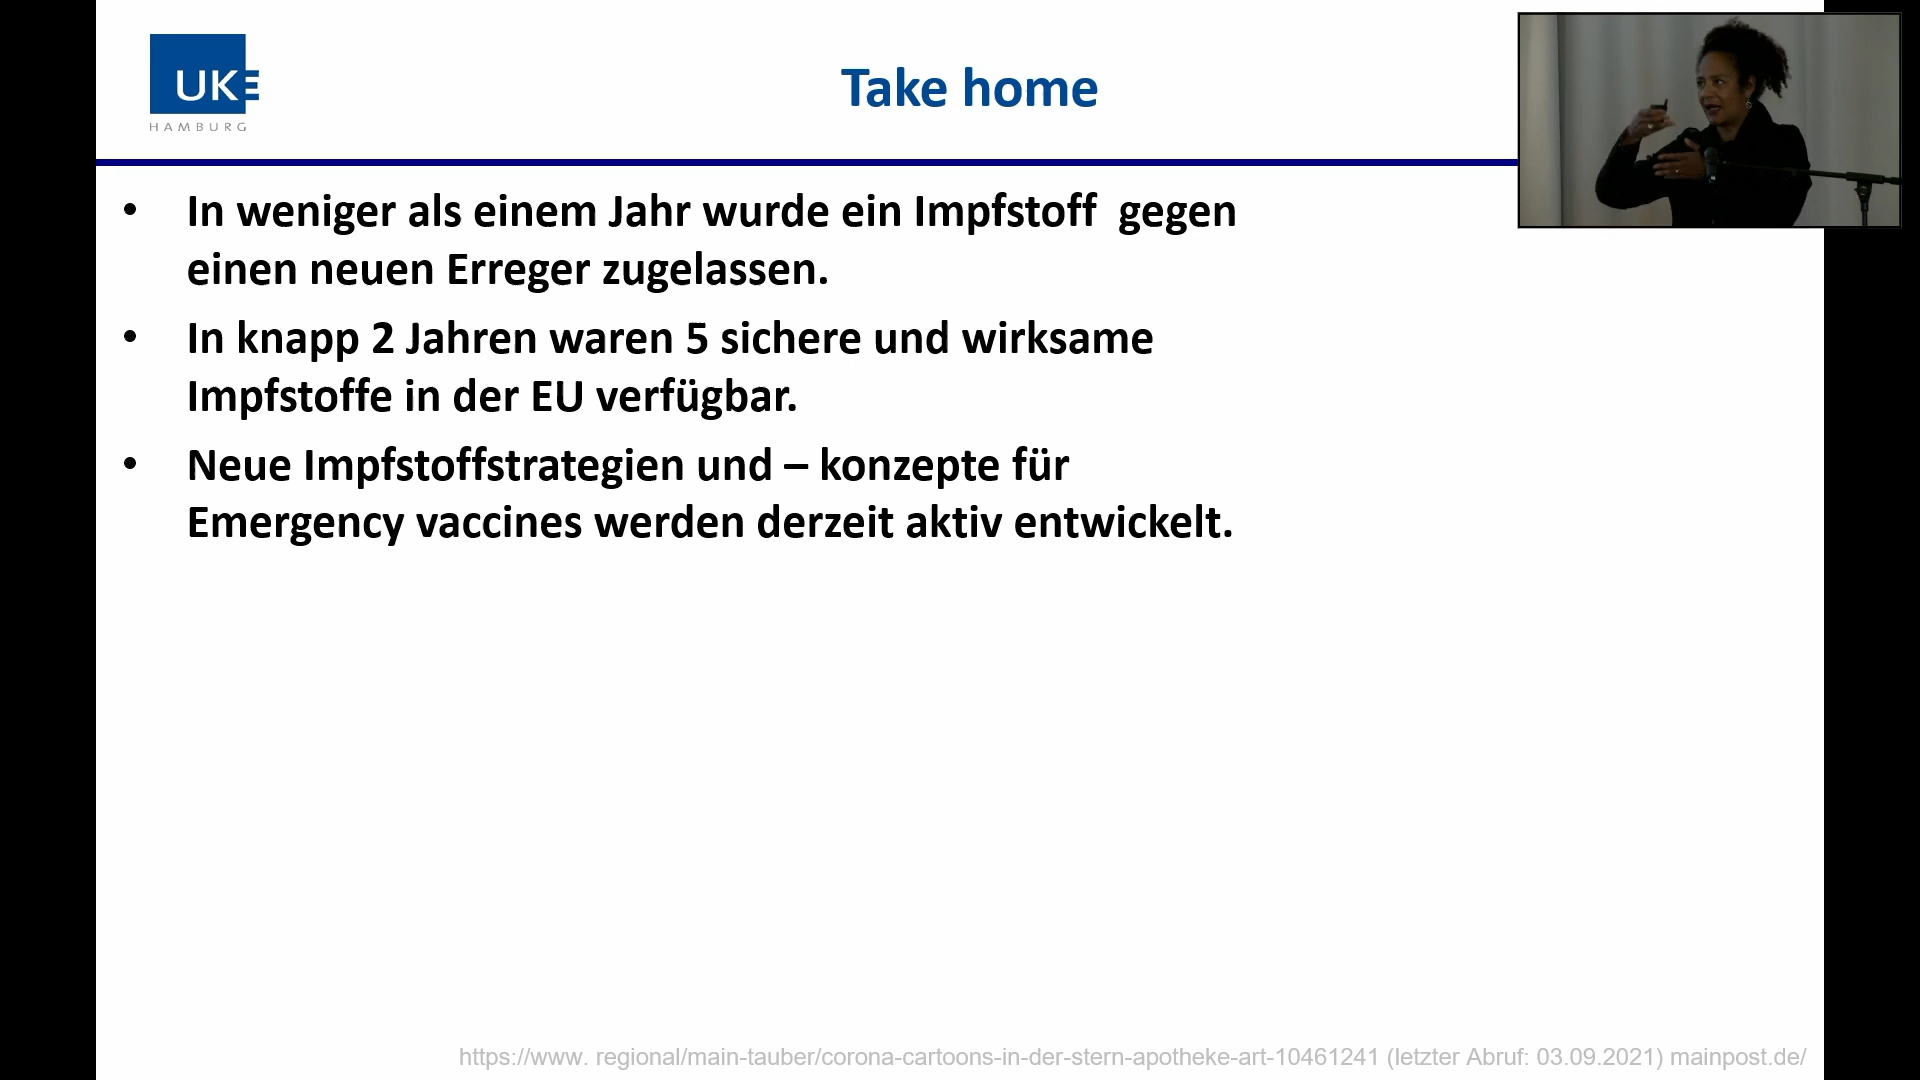 UKE
HAMBURG
Take home
• In weniger als einem Jahr wurde ein Impfstoff  gegen
einen neuen Erreger zugelassen.
• In knapp 2 Jahren waren 5 sichere und wirksame
Impfstoffe in der EU verfügbar.
• Neue Impfstoffstrategien und – konzepte für
Emergency vaccines werden derzeit aktiv entwickelt.
https://www. regional/main-tauber/corona-cartoons-in-der-stern-apotheke-art-10461241 (letzter Abruf: 03.09.2021) mainpost.de/